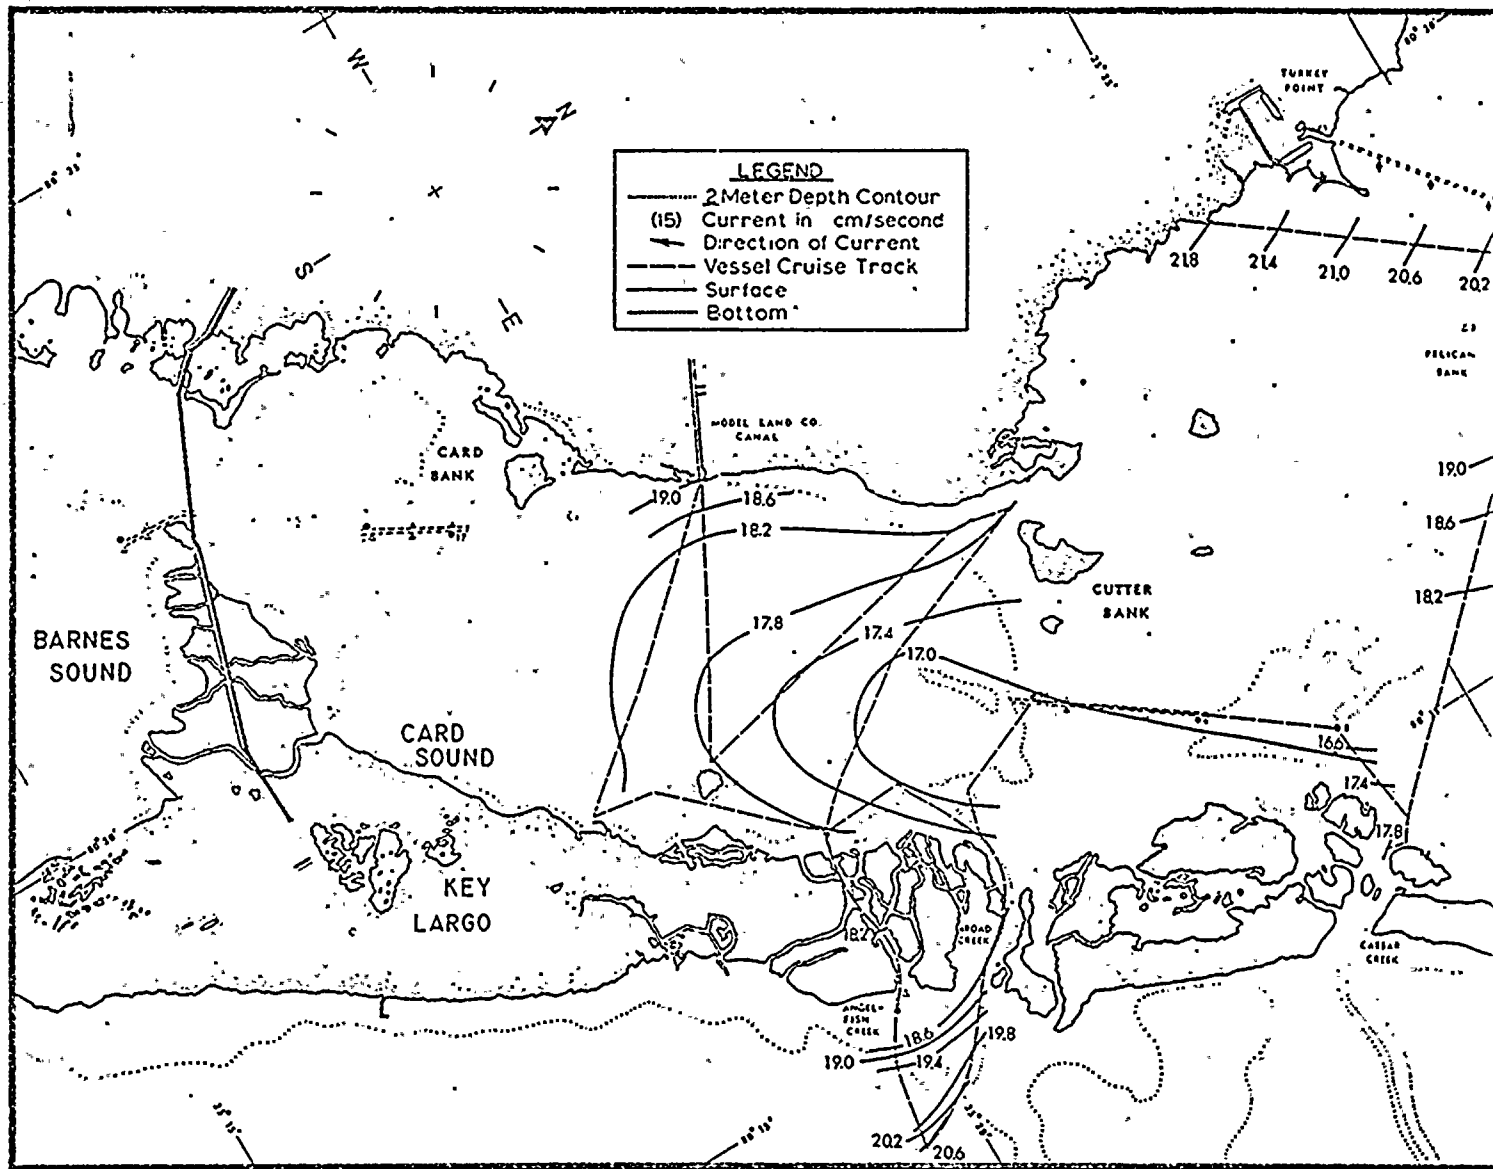 W
N
S
E
TURKEY
POINT
LEGEND
2 Meter Depth Contour
(15) Current in cm/second
Direction of Current
Vessel Cruise Track
Surface
Bottom
21.8
21.4
21.0
20.6
20.2
PELICAN
BANK
MODEL LAND CO.
CANAL
CARD
BANK
19.0
18.6
18.2
19.0
18.6
18.2
CUTTER
BANK
17.8
17.4
17.0
BARNES
SOUND
CARD
SOUND
16.6
17.4
17.8
KEY
LARGO
18.2
BROAD
CREEK
CAESAR
CREEK
ANGEL-
FISH
CREEK
18.6
19.8
19.0
19.4
20.2
20.6